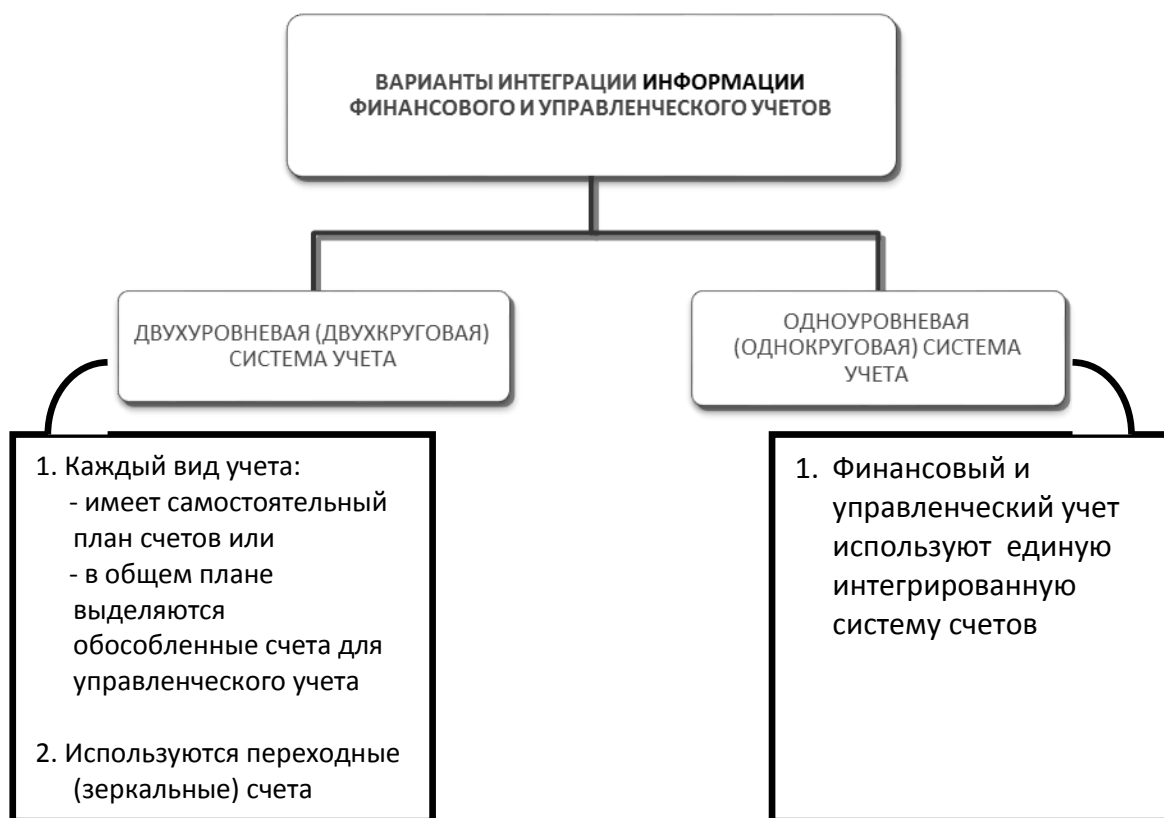 ВАРИАНТЫ ИНТЕГРАЦИИ ИНФОРМАЦИИ
ФИНАНСОВОГО И УПРАВЛЕНЧЕСКОГО УЧЕТОВ
ДВУХУРОВНЕВАЯ (ДВУХКРУГОВАЯ)
СИСТЕМА УЧЕТА
ОДНОУРОВНЕВАЯ
(ОДНОКРУГОВАЯ) СИСТЕМА
УЧЕТА
1. Каждый вид учета:
- имеет самостоятельный
план счетов или
- в общем плане
выделяются
обособленные счета для
управленческого учета
2. Используются переходные
(зеркальные) счета
1. Финансовый и
управленческий учет
используют единую
интегрированную
систему счетов